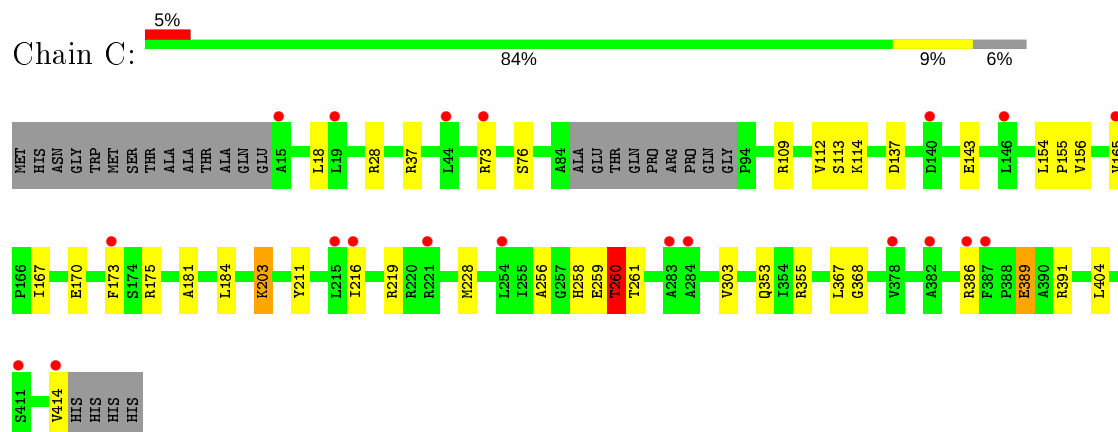 5%
Chain C:
84%
9%
6%
MET HIS ASN GLY TRP MET SER THR ALA ALA THR ALA GLN GLU A15 L18 L19 R28 R37 L44 R73 S76 A84 ALA GLU THR GLN PRO ARG PRO GLN GLY P94 R109 V112 S113 K114 D137 D140 E143 L146 L154 P155 V156 V165
P166 I167 E170 F173 S174 R175 A181 L184 K203 Y211 L215 I216 R219 R220 R221 M228 L254 I255 A256 G257 H258 E259 T260 T261 A283 A284 V303 Q353 I354 R355 L367 G368 V378 A382 R386 F387 P388 E389 A390 R391 L404
S411 V414 HIS HIS HIS HIS